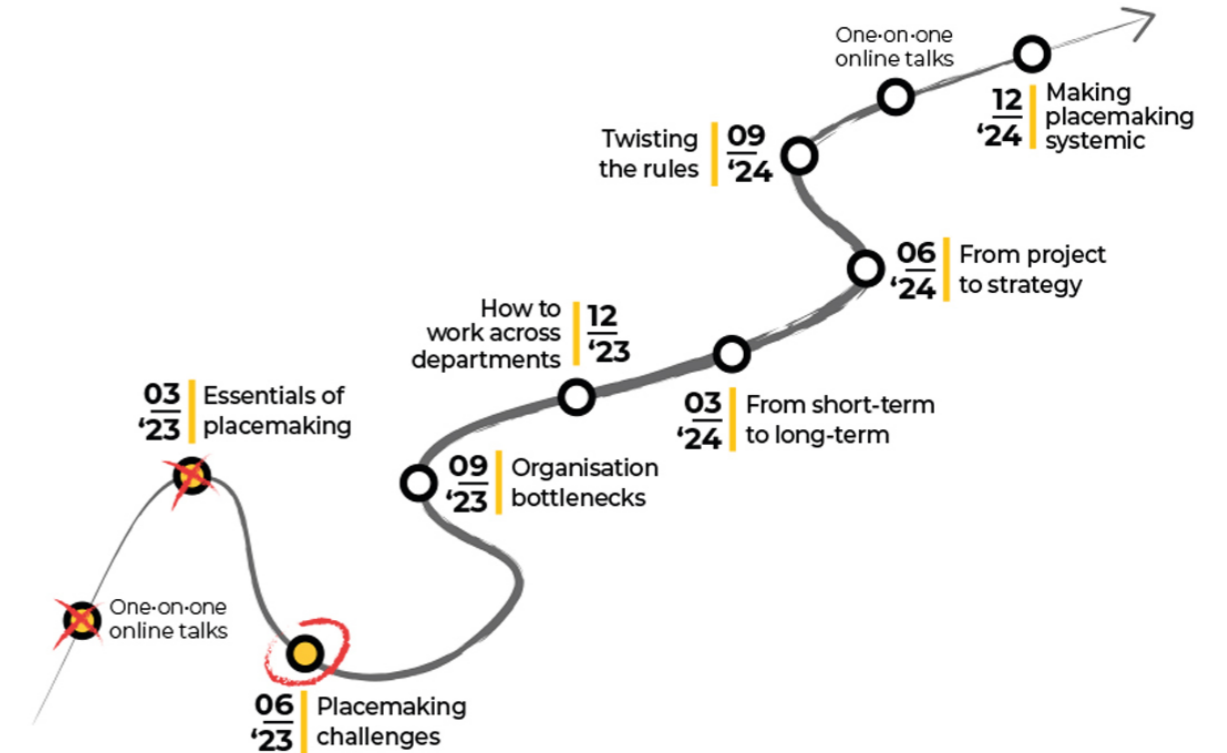 One·on·one
online talks
03
‘23
Essentials of
placemaking
06
‘23
Placemaking
challenges
09
‘23
Organisation
bottlenecks
How to
work across
departments
12
‘23
03
‘24
From short-term
to long-term
06
‘24
From project
to strategy
Twisting
the rules
09
‘24
One·on·one
online talks
12
‘24
Making
placemaking
systemic